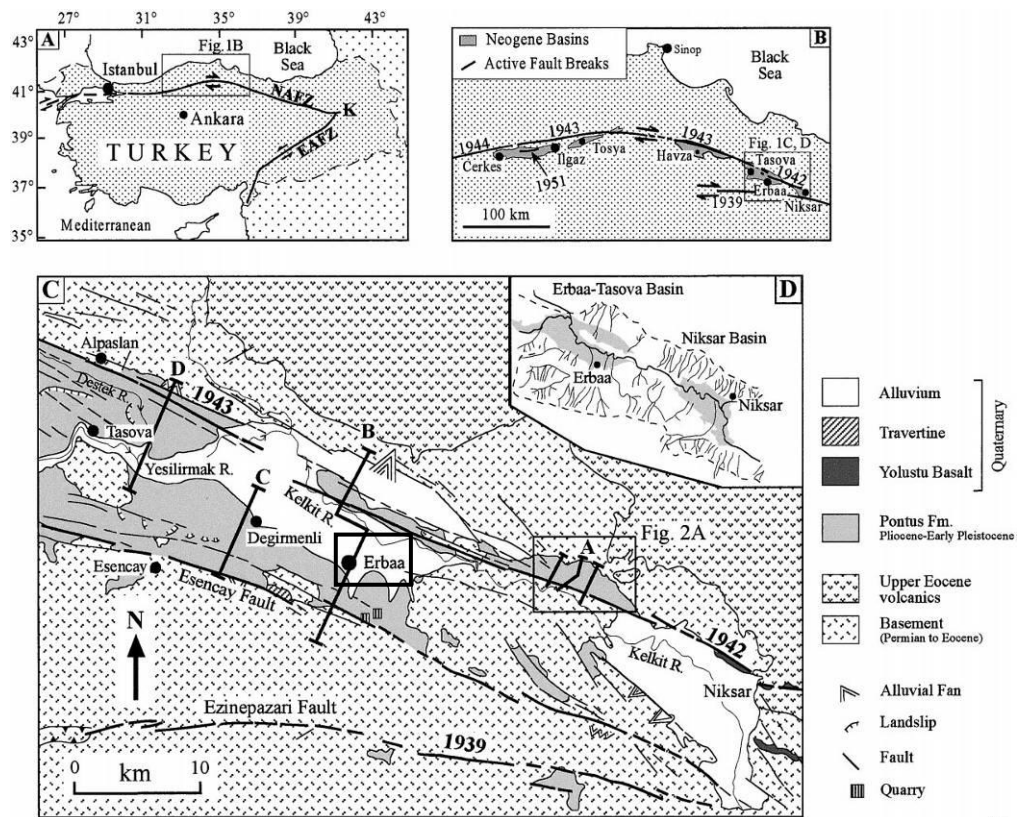 27° 31° 35° 39° 43°
43°
41°
39°
37°
35°
A
Fig.1B
Black
Sea
Istanbul
NAFZ
K
Ankara
EAFZ
TURKEY
Mediterranean
B
Neogene Basins
Active Fault Breaks
Sinop
Black
Sea
1944
1943
1943
Fig. 1C, D
Cerkes
Ilgaz
Tosya
Havza
Tasova
1951
1942
Erbaa
1939
Niksar
100 km
C
Alpaslan
D
Destek R.
1943
Tasova
B
Yesilirmak R.
C
Kelkit R.
Degirmenli
Erbaa
Fig. 2A
A
Esencay
Esencay Fault
N
1942
Kelkit R.
Niksar
Ezinepazari Fault
1939
0 10
km
D
Erbaa-Tasova Basin
Niksar Basin
Erbaa
Niksar
Alluvium
Travertine
Yolustu Basalt
Quaternary
Pontus Fm.
Pliocene-Early Pleistocene
Upper Eocene
volcanics
Basement
(Permian to Eocene)
Alluvial Fan
Landslip
Fault
Quarry